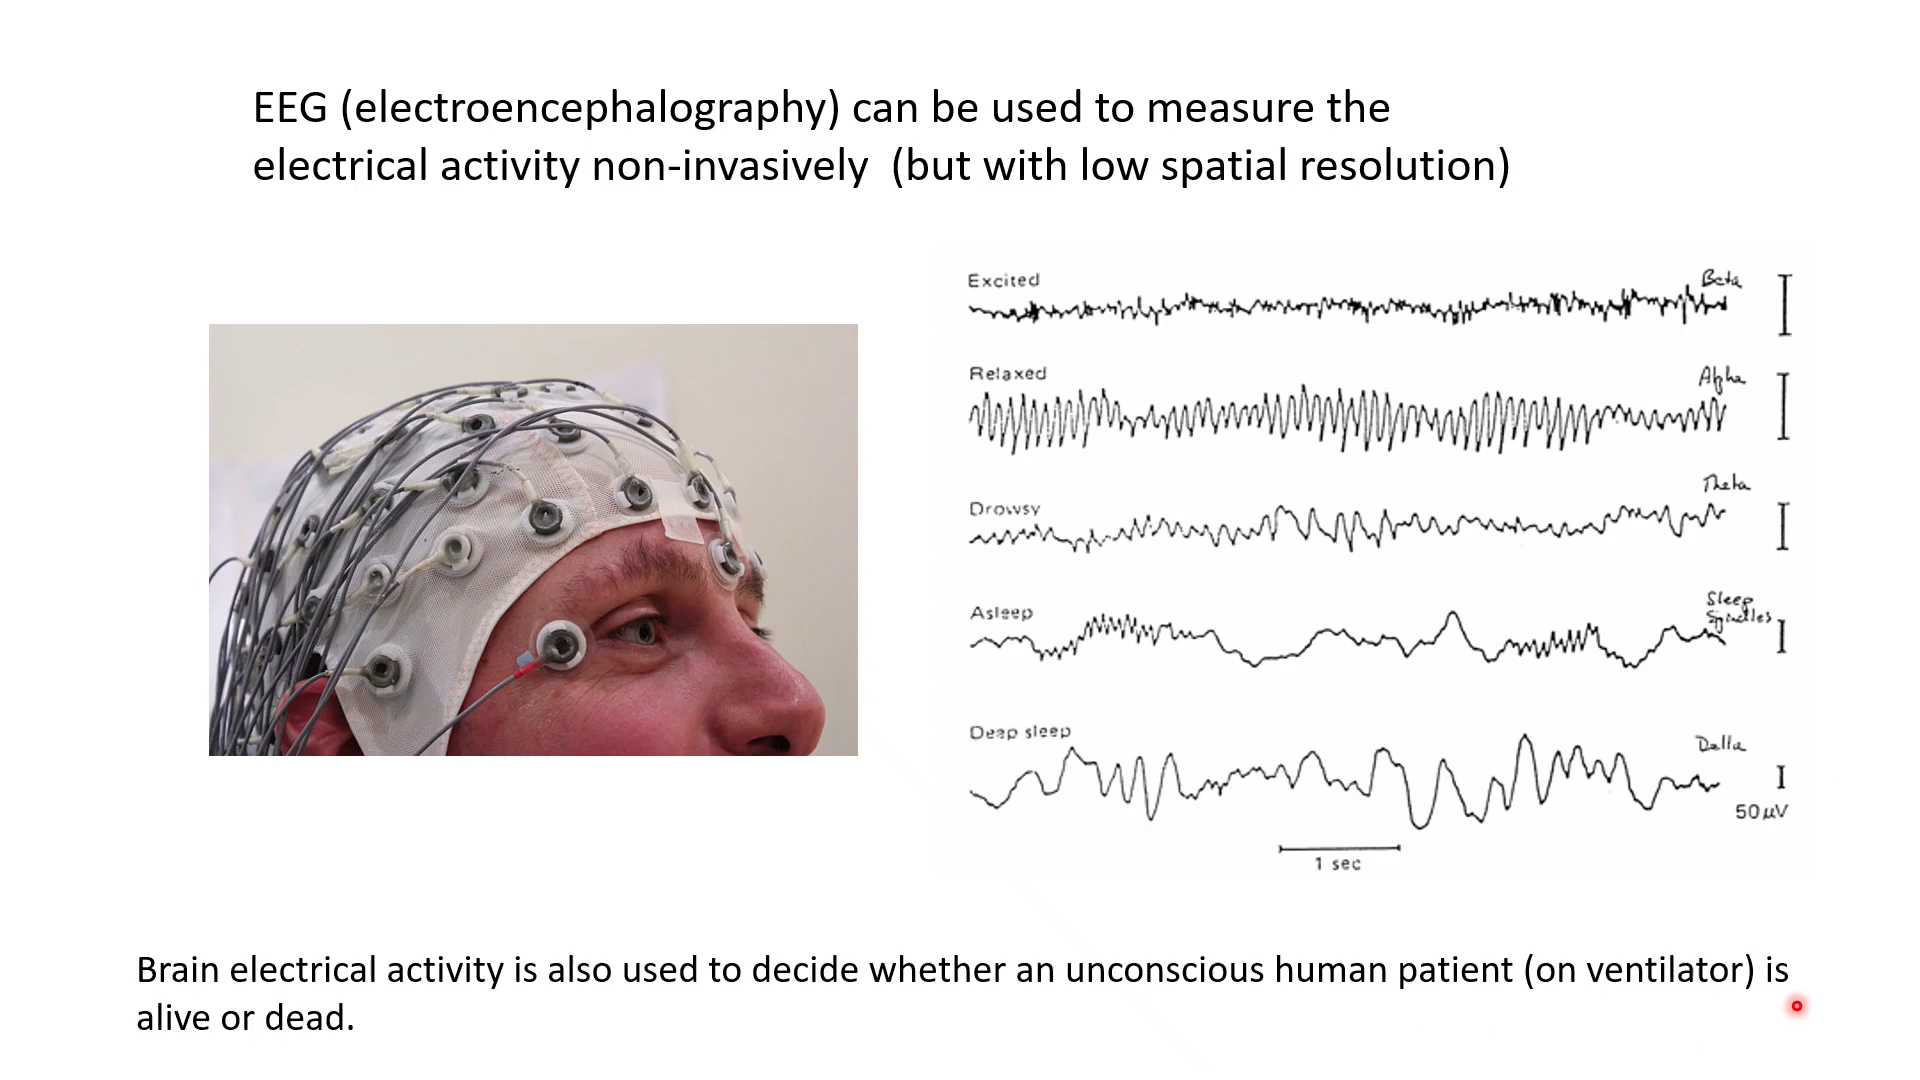 EEG (electroencephalography) can be used to measure the
electrical activity non-invasively (but with low spatial resolution)
Excited
Beta
Relaxed
Alpha
Drowsy
Theta
Asleep
Sleep
Spindles
Deep sleep
Delta
50 μV
1 sec
Brain electrical activity is also used to decide whether an unconscious human patient (on ventilator) is
alive or dead.